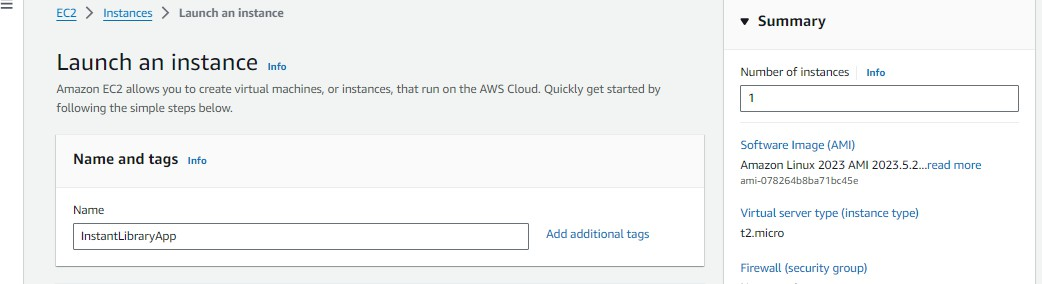 EC2 > Instances > Launch an instance
Launch an instance Info
Amazon EC2 allows you to create virtual machines, or instances, that run on the AWS Cloud. Quickly get started by
following the simple steps below.
Name and tags Info
Name
InstantLibraryApp
Add additional tags
Summary
Number of instances Info
1
Software Image (AMI)
Amazon Linux 2023 AMI 2023.5.2...read more
ami-078264b8ba71bc45e
Virtual server type (instance type)
t2.micro
Firewall (security group)